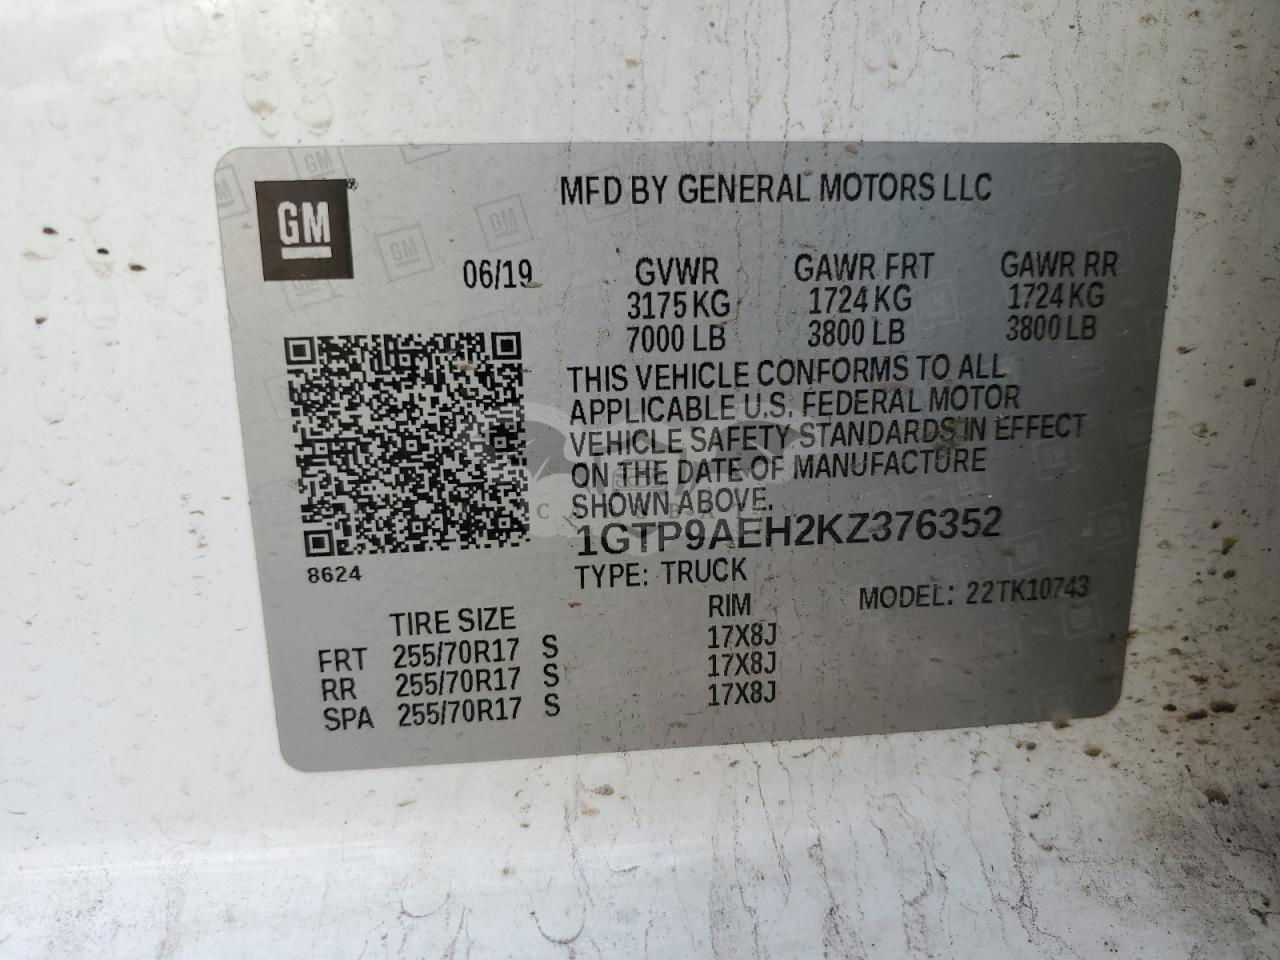 GM
MFD BY GENERAL MOTORS LLC
06/19 GVWR GAWR FRT GAWR RR
3175 KG 1724 KG 1724 KG
7000 LB 3800 LB 3800 LB
THIS VEHICLE CONFORMS TO ALL
APPLICABLE U.S. FEDERAL MOTOR
VEHICLE SAFETY STANDARDS IN EFFECT
ON THE DATE OF MANUFACTURE
SHOWN ABOVE.
1GTP9AEH2KZ376352
8624
TYPE: TRUCK
MODEL: 22TK10743
TIRE SIZE RIM
FRT 255/70R17 S 17X8J
RR 255/70R17 S 17X8J
SPA 255/70R17 S 17X8J